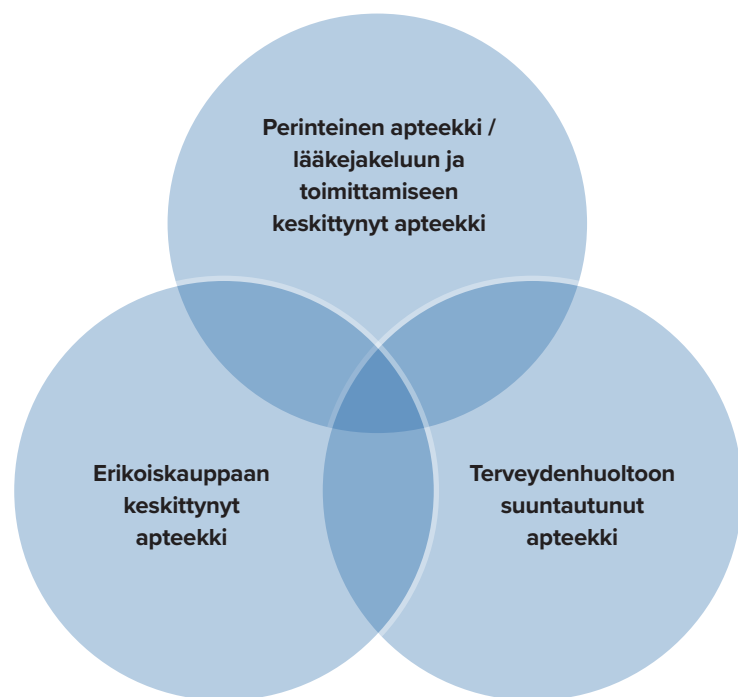 Perinteinen apteekki /
lääkejakeluun ja
toimittamiseen
keskittynyt apteekki
Erikoiskauppaan
keskittynyt
apteekki
Terveydenhuoltoon
suuntautunut
apteekki